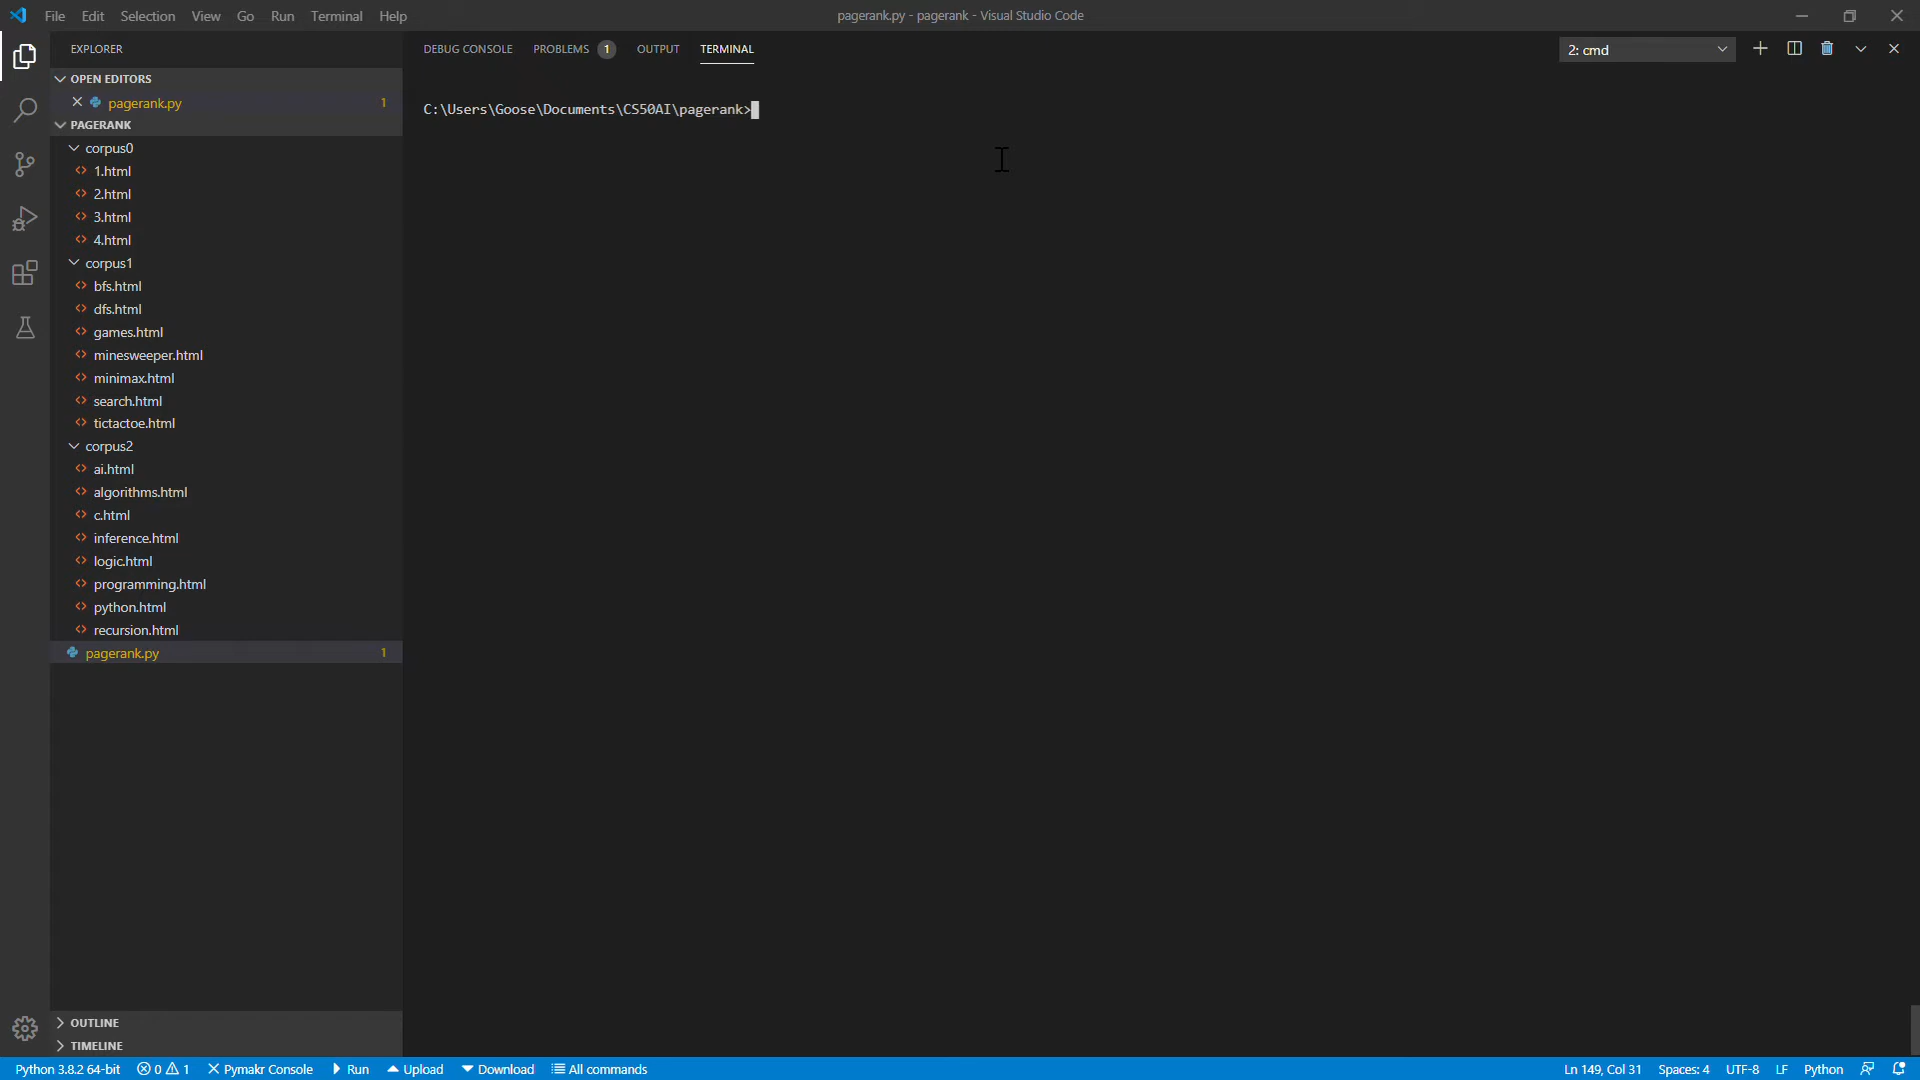 File Edit Selection View Go Run Terminal Help
pagerank.py - pagerank - Visual Studio Code
EXPLORER
OPEN EDITORS
pagerank.py 1
PAGERANK
corpus0
1.html
2.html
3.html
4.html
corpus1
bfs.html
dfs.html
games.html
minesweeper.html
minimax.html
search.html
tictactoe.html
corpus2
ai.html
algorithms.html
c.html
inference.html
logic.html
programming.html
python.html
recursion.html
pagerank.py 1
OUTLINE
TIMELINE
DEBUG CONSOLE PROBLEMS 1 OUTPUT TERMINAL
2: cmd
C:\Users\Goose\Documents\CS50AI\pagerank>
Python 3.8.2 64-bit 0 1 Pymakr Console Run Upload Download All commands
Ln 149, Col 31 Spaces: 4 UTF-8 LF Python